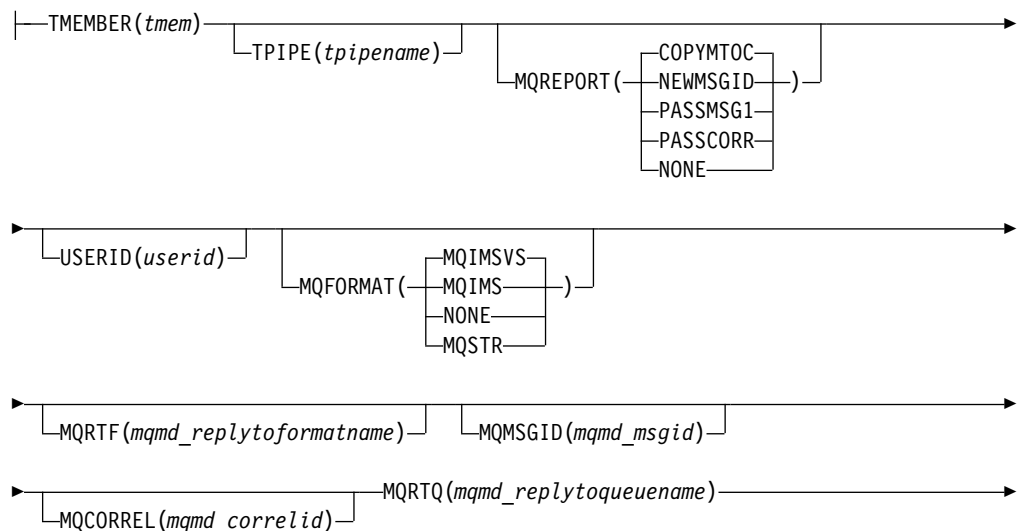 TMEMBER(tmem)
TPIPE(tpipename)
MQREPORT( COPYMTOC )
NEWMSGID
PASSMSG1
PASSCORR
NONE
USERID(userid)
MQFORMAT( MQIMSVS )
MQIMS
NONE
MQSTR
MQRTF(mqmd_replytoformatname) MQMSGID(mqmd_msgid)
MQRTQ(mqmd_replytoqueuename)
MQCORREL(mqmd_correlid)